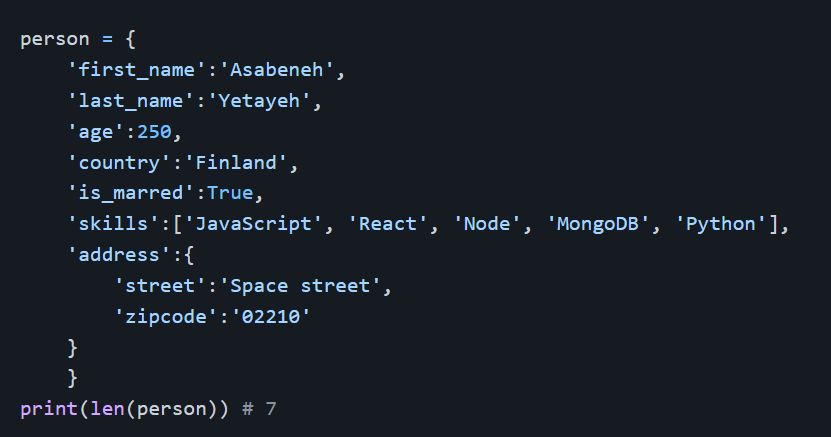 person = {
    'first_name':'Asabeneh',
    'last_name':'Yetayeh',
    'age':250,
    'country':'Finland',
    'is_marred':True,
    'skills':['JavaScript', 'React', 'Node', 'MongoDB', 'Python'],
    'address':{
        'street':'Space street',
        'zipcode':'02210'
    }
    }
print(len(person)) # 7